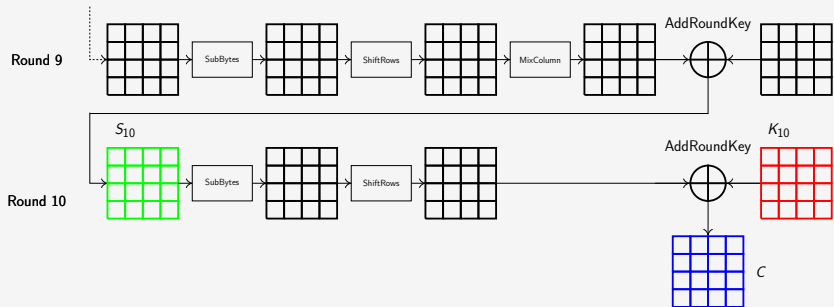 AddRoundKey
Round 9
SubBytes
ShiftRows
MixColumn
S10
K10
AddRoundKey
Round 10
SubBytes
ShiftRows
C